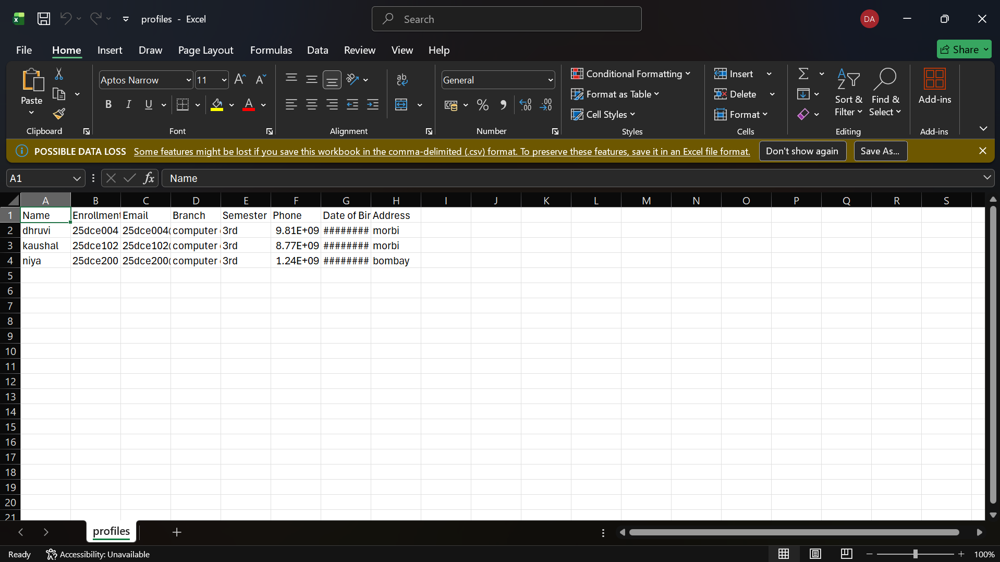 profiles - Excel
Search
DA
File Home Insert Draw Page Layout Formulas Data Review View Help
Share
Paste
Clipboard
Aptos Narrow 11
B I U A
Font
ab
Alignment
General
% 9 .00
Number
Conditional Formatting
Format as Table
Cell Styles
Styles
Insert
Delete
Format
Cells
Sort & Filter
Find & Select
Editing
Add-ins
Add-ins
POSSIBLE DATA LOSS Some features might be lost if you save this workbook in the comma-delimited (.csv) format. To preserve these features, save it in an Excel file format. Don't show again Save As...
A1 fx Name
A B C D E F G H I J K L M N O P Q R S
1 Name Enrollment Email Branch Semester Phone Date of Bir Address
2 dhruvi 25dce004 25dce004@ computer 3rd 9.81E+09 ######## morbi
3 kaushal 25dce102 25dce102@ computer 3rd 8.77E+09 ######## morbi
4 niya 25dce200 25dce200@ computer 3rd 1.24E+09 ######## bombay
5
6
7
8
9
10
11
12
13
14
15
16
17
18
19
20
21
profiles
Ready Accessibility: Unavailable 100%